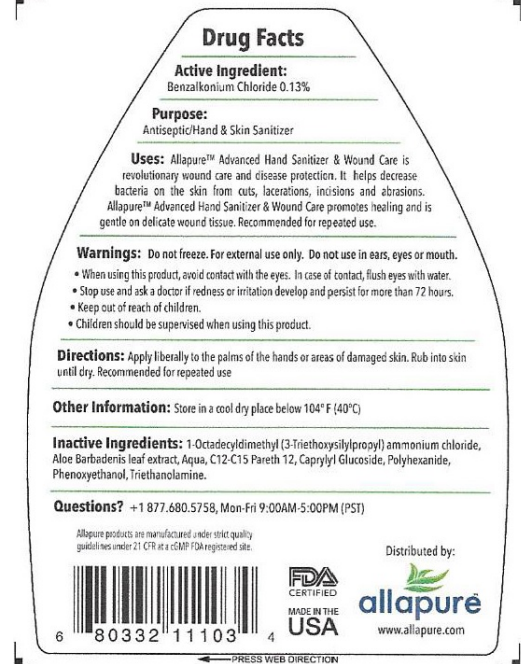 Drug Facts
Active Ingredient:
Benzalkonium Chloride 0.13%
Purpose:
Antiseptic/Hand & Skin Sanitizer
Uses: Allapure™ Advanced Hand Sanitizer & Wound Care is
revolutionary wound care and disease protection. It helps decrease
bacteria on the skin from cuts, lacerations, incisions and abrasions.
Allapure™ Advanced Hand Sanitizer & Wound Care promotes healing and is
gentle on delicate wound tissue. Recommended for repeated use.
Warnings: Do not freeze. For external use only. Do not use in ears, eyes or mouth.
• When using this product, avoid contact with the eyes. In case of contact, flush eyes with water.
• Stop use and ask a doctor if redness or irritation develop and persist for more than 72 hours.
• Keep out of reach of children.
• Children should be supervised when using this product.
Directions: Apply liberally to the palms of the hands or areas of damaged skin. Rub into skin
until dry. Recommended for repeated use
Other Information: Store in a cool dry place below 104° F (40°C)
Inactive Ingredients: 1-Octadecyldimethyl (3-Triethoxysilylpropyl) ammonium chloride,
Aloe Barbadenis leaf extract, Aqua, C12-C15 Pareth 12, Caprylyl Glucoside, Polyhexanide,
Phenoxyethanol, Triethanolamine.
Questions? +1 877.680.5758, Mon-Fri 9:00AM-5:00PM (PST)
Allapure products are manufactured under strict quality
guidelines under 21 CFR at a cGMP FDA registered site.
Distributed by:
FDA
CERTIFIED
allapure
MADE IN THE
USA
www.allapure.com
6 80332 11103 4
PRESS WEB DIRECTION